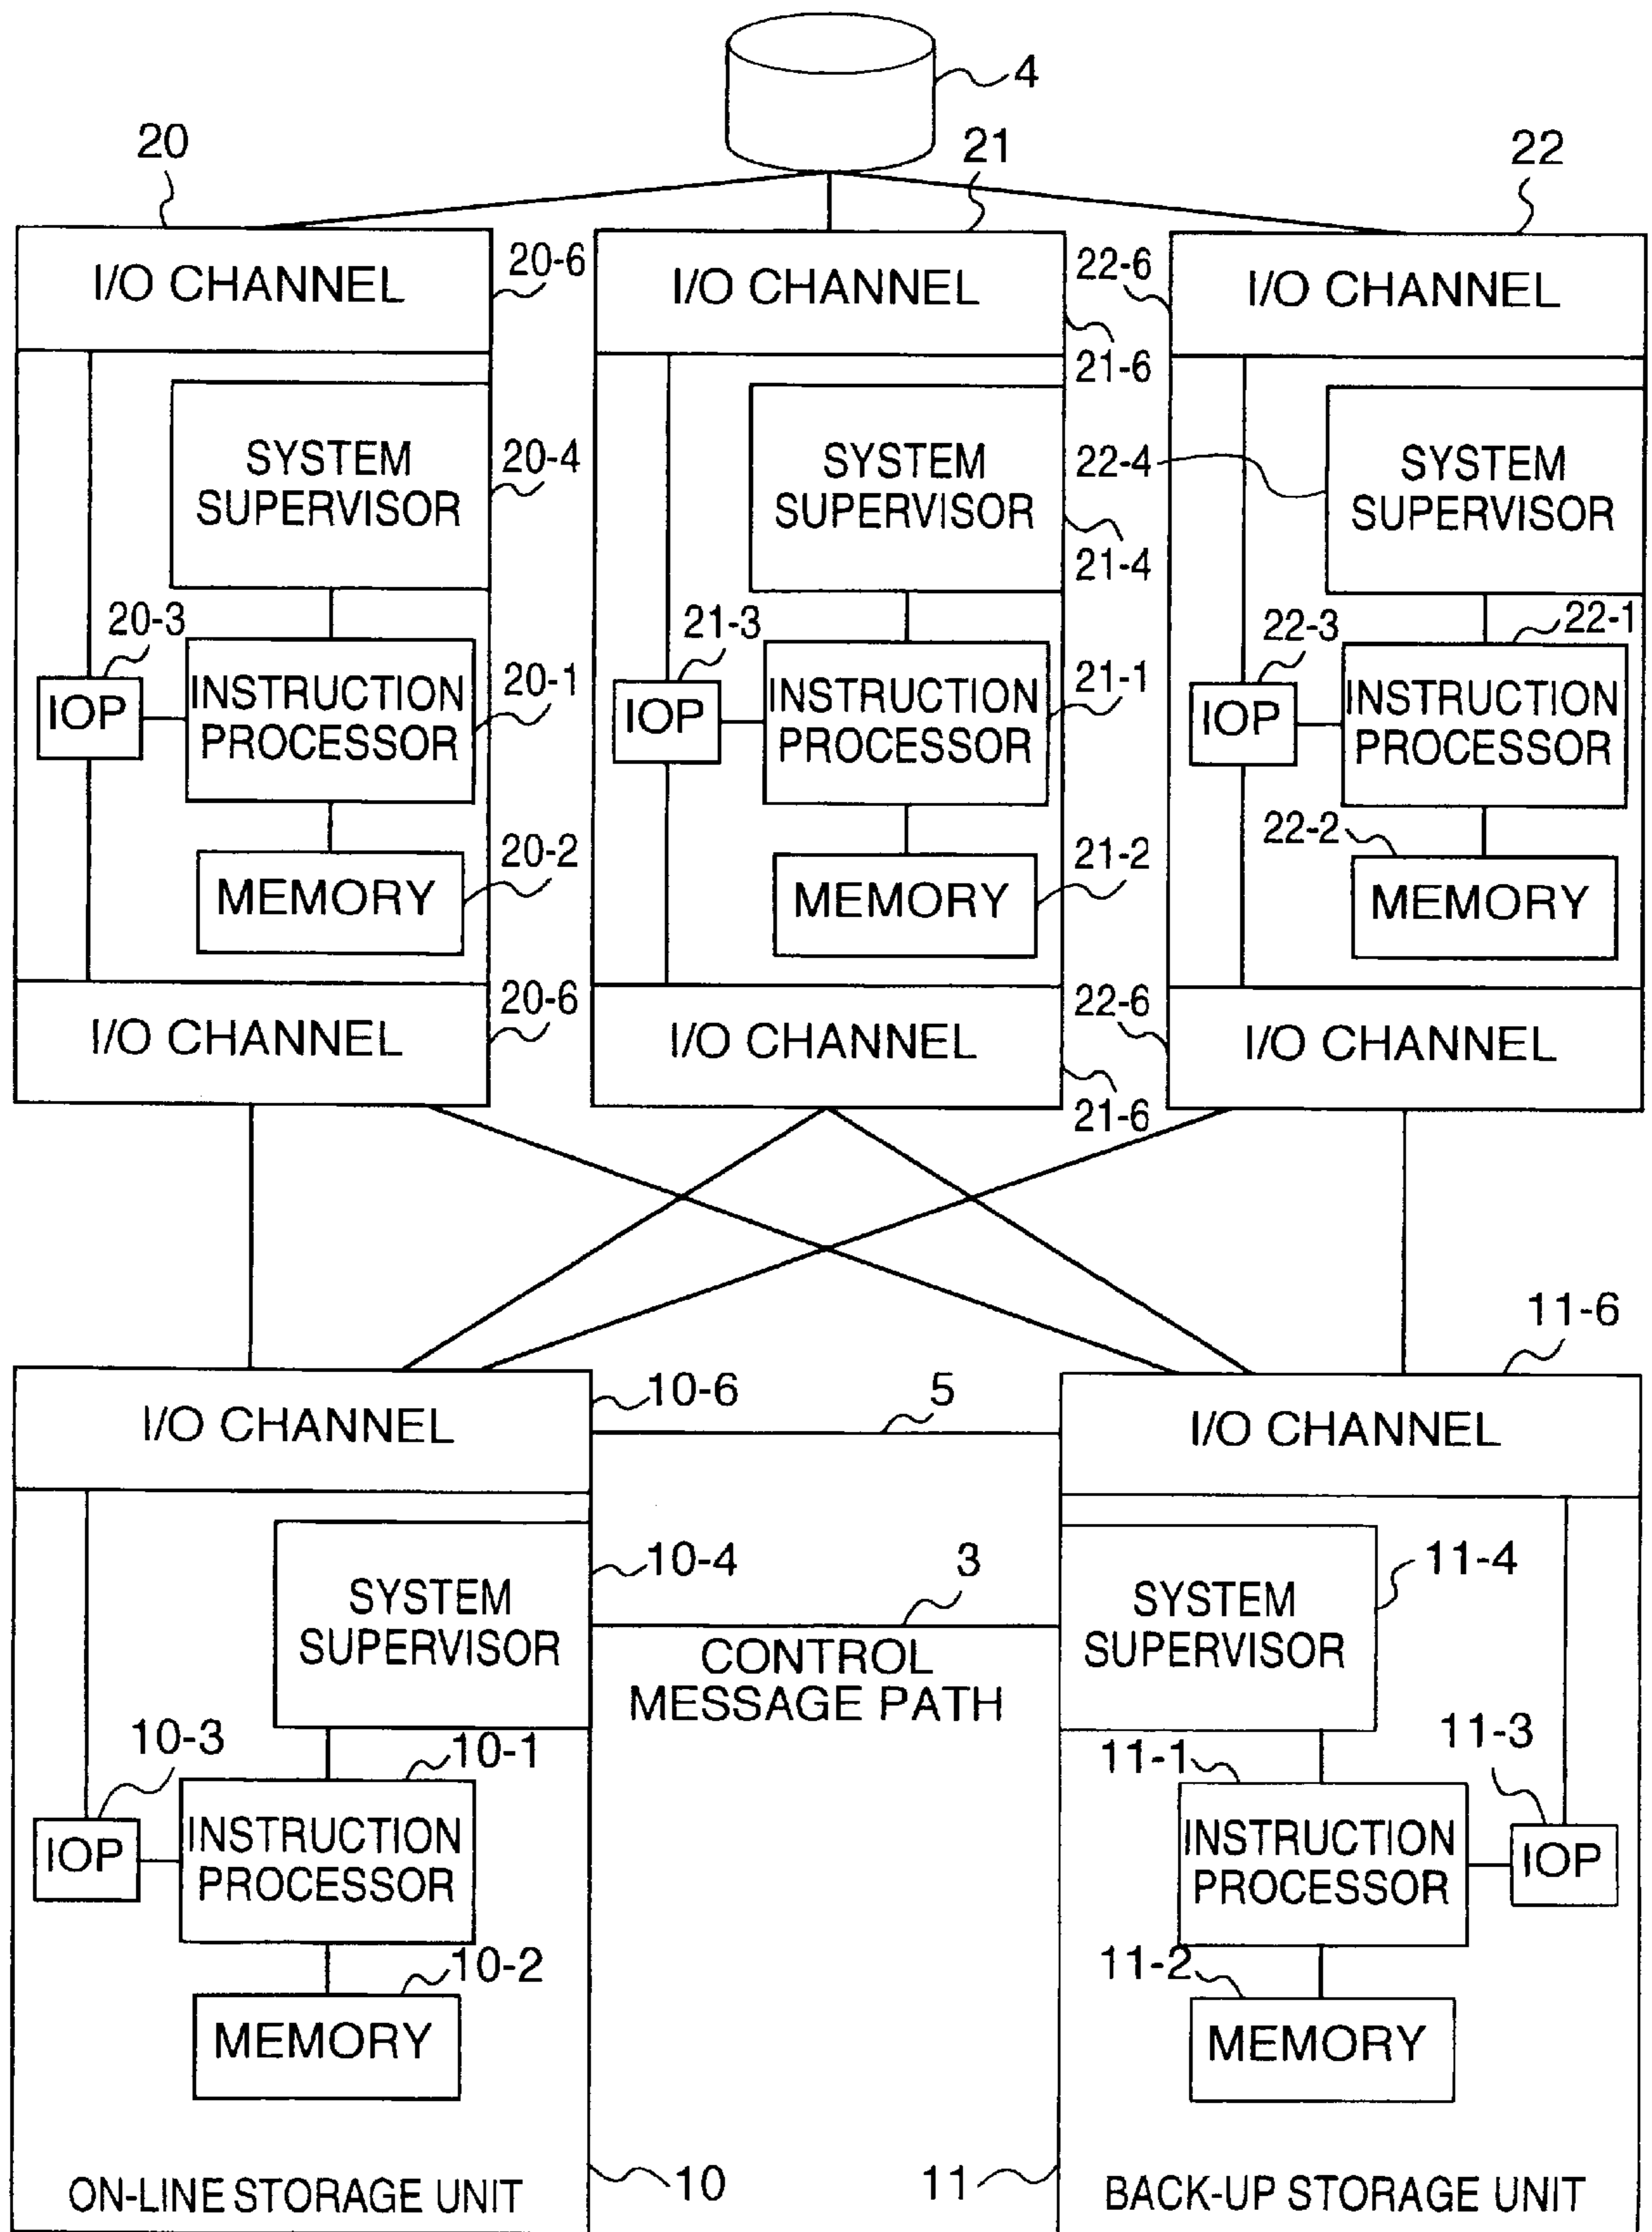 4
20
21
22
I/O CHANNEL
20-6
I/O CHANNEL
21-6
22-6
I/O CHANNEL
SYSTEM
SUPERVISOR
20-4
SYSTEM
SUPERVISOR
21-4
22-4
SYSTEM
SUPERVISOR
20-3
IOP
INSTRUCTION
PROCESSOR
20-1
21-3
IOP
INSTRUCTION
PROCESSOR
21-1
22-3
IOP
INSTRUCTION
PROCESSOR
22-1
MEMORY
20-2
MEMORY
21-2
22-2
MEMORY
I/O CHANNEL
20-6
I/O CHANNEL
21-6
22-6
I/O CHANNEL
I/O CHANNEL
10-6
5
11-6
I/O CHANNEL
SYSTEM
SUPERVISOR
10-4
3
CONTROL
MESSAGE PATH
SYSTEM
SUPERVISOR
11-4
10-3
IOP
10-1
INSTRUCTION
PROCESSOR
11-1
INSTRUCTION
PROCESSOR
11-3
IOP
10-2
MEMORY
11-2
MEMORY
ON-LINE STORAGE UNIT
10
11
BACK-UP STORAGE UNIT